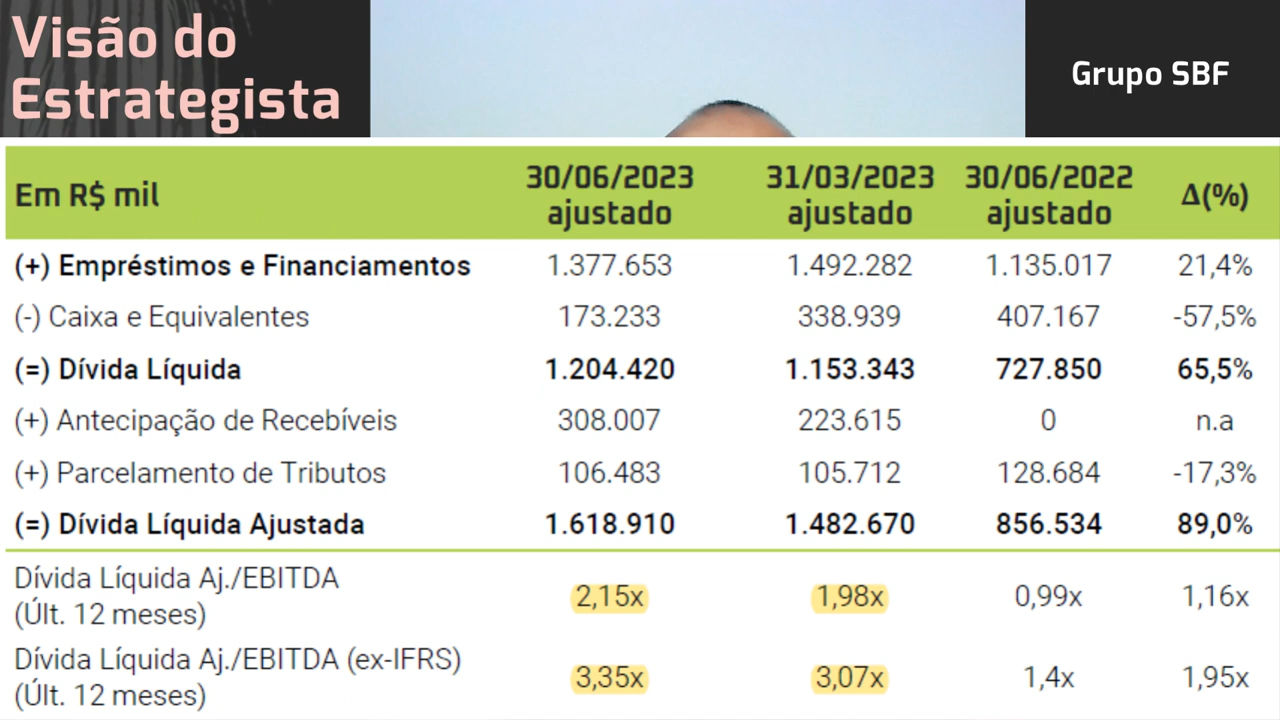 Visão do
Estrategista
Grupo SBF
Em R$ mil 30/06/2023 ajustado 31/03/2023 ajustado 30/06/2022 ajustado Δ(%)
(+) Empréstimos e Financiamentos 1.377.653 1.492.282 1.135.017 21,4%
(-) Caixa e Equivalentes 173.233 338.939 407.167 -57,5%
(=) Dívida Líquida 1.204.420 1.153.343 727.850 65,5%
(+) Antecipação de Recebíveis 308.007 223.615 0 n.a
(+) Parcelamento de Tributos 106.483 105.712 128.684 -17,3%
(=) Dívida Líquida Ajustada 1.618.910 1.482.670 856.534 89,0%
Dívida Líquida Aj./EBITDA
(Últ. 12 meses) 2,15x 1,98x 0,99x 1,16x
Dívida Líquida Aj./EBITDA (ex-IFRS)
(Últ. 12 meses) 3,35x 3,07x 1,4x 1,95x